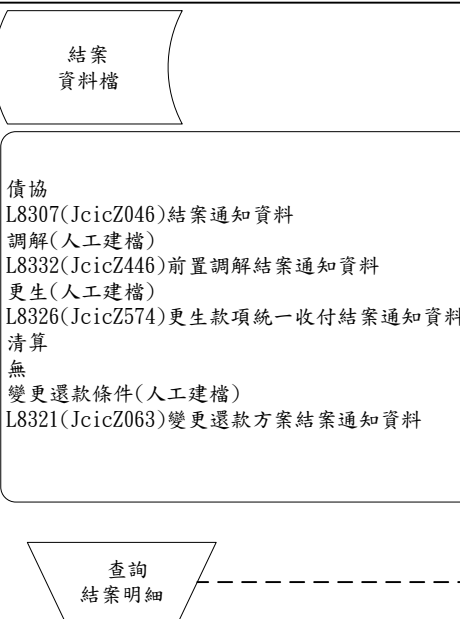 結案
資料檔
債協
L8307(JcicZ046)結案通知資料
調解(人工建檔)
L8332(JcicZ446)前置調解結案通知資料
更生(人工建檔)
L8326(JcicZ574)更生款項統一收付結案通知資料
清算
無
變更還款條件(人工建檔)
L8321(JcicZ063)變更還款方案結案通知資料
查詢
結案明細